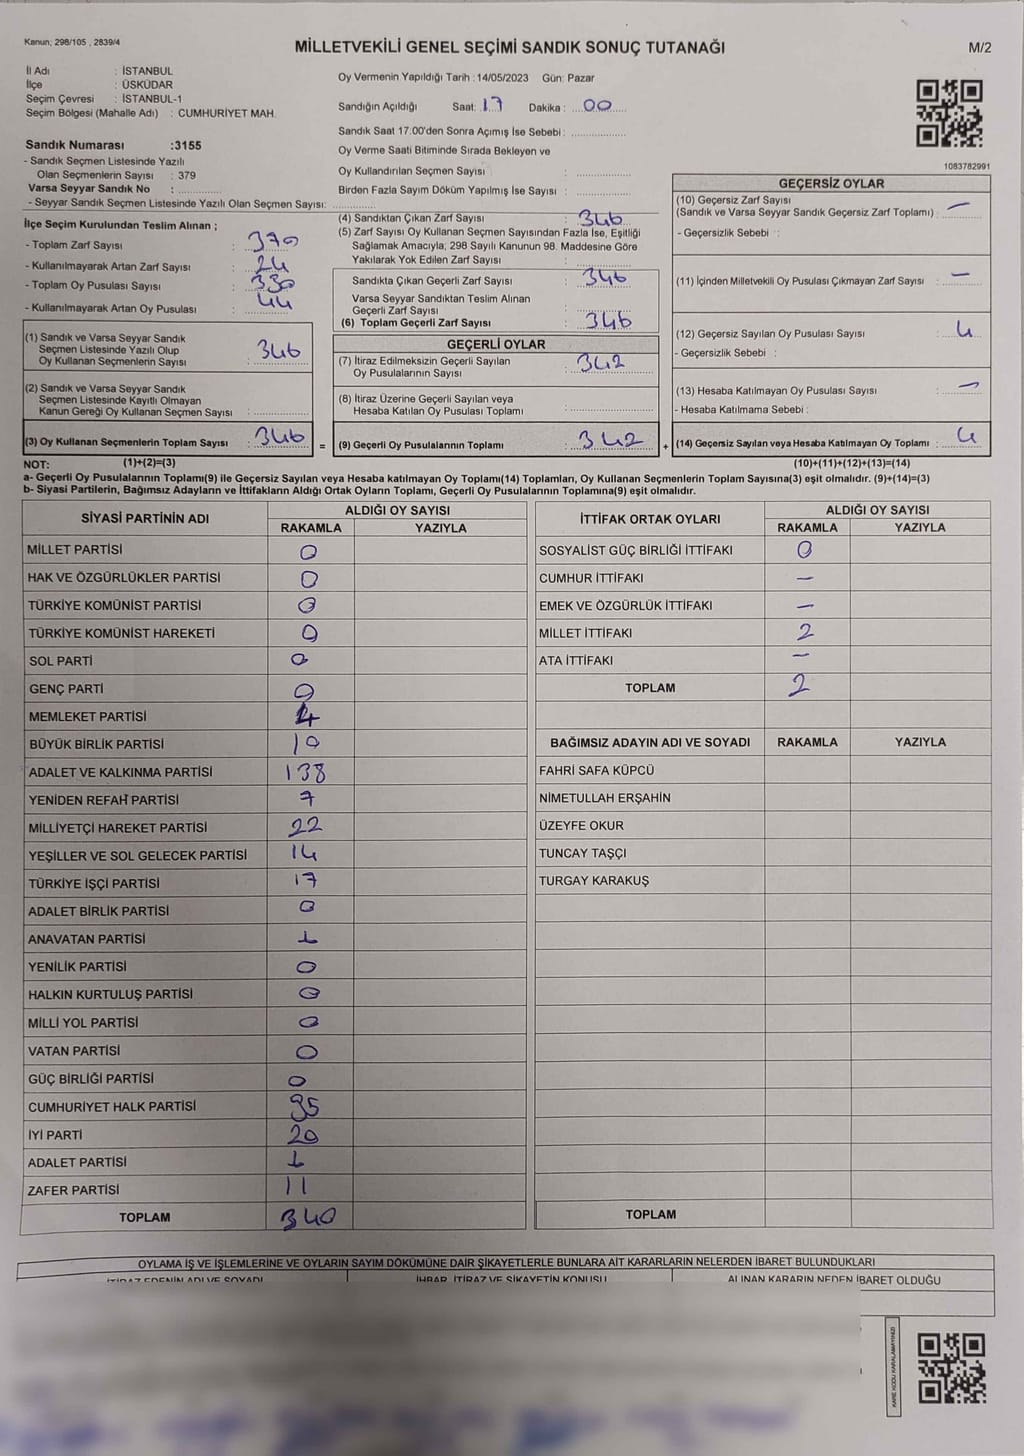 Kanun; 298/105 , 2839/4
MİLLETVEKİLİ GENEL SEÇİMİ SANDIK SONUÇ TUTANAĞI
M/2
İl Adı : İSTANBUL
İlçe : ÜSKÜDAR
Seçim Çevresi : İSTANBUL-1
Seçim Bölgesi (Mahalle Adı) : CUMHURİYET MAH.
Sandık Numarası :3155
- Sandık Seçmen Listesinde Yazılı
Olan Seçmenlerin Sayısı : 379
Varsa Seyyar Sandık No : ..............
- Seyyar Sandık Seçmen Listesinde Yazılı Olan Seçmen Sayısı: ..............
İlçe Seçim Kurulundan Teslim Alınan ;
- Toplam Zarf Sayısı : 370
- Kullanılmayarak Artan Zarf Sayısı : 24
- Toplam Oy Pusulası Sayısı :
- Kullanılmayarak Artan Oy Pusulası : 44
(1) Sandık ve Varsa Seyyar Sandık
Seçmen Listesinde Yazılı Olup
Oy Kullanan Seçmenlerin Sayısı : 346
(2) Sandık ve Varsa Seyyar Sandık
Seçmen Listesinde Kayıtlı Olmayan
Kanun Gereği Oy Kullanan Seçmen Sayısı : ..............
(3) Oy Kullanan Seçmenlerin Toplam Sayısı : 346
Oy Vermenin Yapıldığı Tarih : 14/05/2023 Gün: Pazar
Sandığın Açıldığı Saat: 17 Dakika : 00
Sandık Saat 17.00'den Sonra Açımış İse Sebebi : ..............
Oy Verme Saati Bitiminde Sırada Bekleyen ve
Oy Kullandırılan Seçmen Sayısı : ..............
Birden Fazla Sayım Döküm Yapılmış İse Sayısı : ..............
(4) Sandıktan Çıkan Zarf Sayısı : 346
(5) Zarf Sayısı Oy Kullanan Seçmen Sayısından Fazla İse, Eşitliği
Sağlamak Amacıyla, 298 Sayılı Kanunun 98. Maddesine Göre
Yakılarak Yok Edilen Zarf Sayısı : ..............
Sandıkta Çıkan Geçerli Zarf Sayısı : 346
Varsa Seyyar Sandıktan Teslim Alınan
Geçerli Zarf Sayısı : ..............
(6) Toplam Geçerli Zarf Sayısı : 346
GEÇERLİ OYLAR
(7) İtiraz Edilmeksizin Geçerli Sayılan
Oy Pusulalarının Sayısı : 342
(8) İtiraz Üzerine Geçerli Sayılan veya
Hesaba Katılan Oy Pusulası Toplamı : ..............
= (9) Geçerli Oy Pusulalarının Toplamı : 342
1083782991
GEÇERSİZ OYLAR
(10) Geçersiz Zarf Sayısı
(Sandık ve Varsa Seyyar Sandık Geçersiz Zarf Toplamı) : —
- Geçersizlik Sebebi :
(11) İçinden Milletvekili Oy Pusulası Çıkmayan Zarf Sayısı : —
(12) Geçersiz Sayılan Oy Pusulası Sayısı : 4
- Geçersizlik Sebebi :
(13) Hesaba Katılmayan Oy Pusulası Sayısı : —
- Hesaba Katılmama Sebebi :
+ (14) Geçersiz Sayılan veya Hesaba Katılmayan Oy Toplamı : 4
NOT: (1)+(2)=(3)
(10)+(11)+(12)+(13)=(14)
a- Geçerli Oy Pusulalarının Toplamı(9) ile Geçersiz Sayılan veya Hesaba katılmayan Oy Toplamı(14) Toplamları, Oy Kullanan Seçmenlerin Toplam Sayısına(3) eşit olmalıdır. (9)+(14)=(3)
b- Siyasi Partilerin, Bağımsız Adayların ve İttifakların Aldığı Ortak Oyların Toplamı, Geçerli Oy Pusulalarının Toplamına(9) eşit olmalıdır.
SİYASİ PARTİNİN ADI ALDIĞI OY SAYISI
RAKAMLA YAZIYLA
MİLLET PARTİSİ 0
HAK VE ÖZGÜRLÜKLER PARTİSİ 0
TÜRKİYE KOMÜNİST PARTİSİ 0
TÜRKİYE KOMÜNİST HAREKETİ 0
SOL PARTİ 0
GENÇ PARTİ 0
MEMLEKET PARTİSİ 4
BÜYÜK BİRLİK PARTİSİ 10
ADALET VE KALKINMA PARTİSİ 138
YENİDEN REFAH PARTİSİ 7
MİLLİYETÇİ HAREKET PARTİSİ 22
YEŞİLLER VE SOL GELECEK PARTİSİ 14
TÜRKİYE İŞÇİ PARTİSİ 17
ADALET BİRLİK PARTİSİ 0
ANAVATAN PARTİSİ 1
YENİLİK PARTİSİ 0
HALKIN KURTULUŞ PARTİSİ 0
MİLLİ YOL PARTİSİ 0
VATAN PARTİSİ 0
GÜÇ BİRLİĞİ PARTİSİ 0
CUMHURİYET HALK PARTİSİ 95
İYİ PARTİ 20
ADALET PARTİSİ 1
ZAFER PARTİSİ 11
TOPLAM 340
İTTİFAK ORTAK OYLARI ALDIĞI OY SAYISI
RAKAMLA YAZIYLA
SOSYALİST GÜÇ BİRLİĞİ İTTİFAKI 0
CUMHUR İTTİFAKI —
EMEK VE ÖZGÜRLÜK İTTİFAKI —
MİLLET İTTİFAKI 2
ATA İTTİFAKI —
TOPLAM 2
BAĞIMSIZ ADAYIN ADI VE SOYADI RAKAMLA YAZIYLA
FAHRİ SAFA KÜPCÜ
NİMETULLAH ERŞAHİN
ÜZEYFE OKUR
TUNCAY TAŞÇI
TURGAY KARAKUŞ
TOPLAM
OYLAMA İŞ VE İŞLEMLERİNE VE OYLARIN SAYIM DÖKÜMÜNE DAİR ŞİKAYETLERLE BUNLARA AİT KARARLARIN NELERDEN İBARET BULUNDUKLARI
İTİRAZ EDENİN ADI VE SOYADI İHBAR, İTİRAZ VE ŞİKAYETİN KONUSU ALINAN KARARIN NEDEN İBARET OLDUĞU
KARE KODU KARALAMAYINIZ!